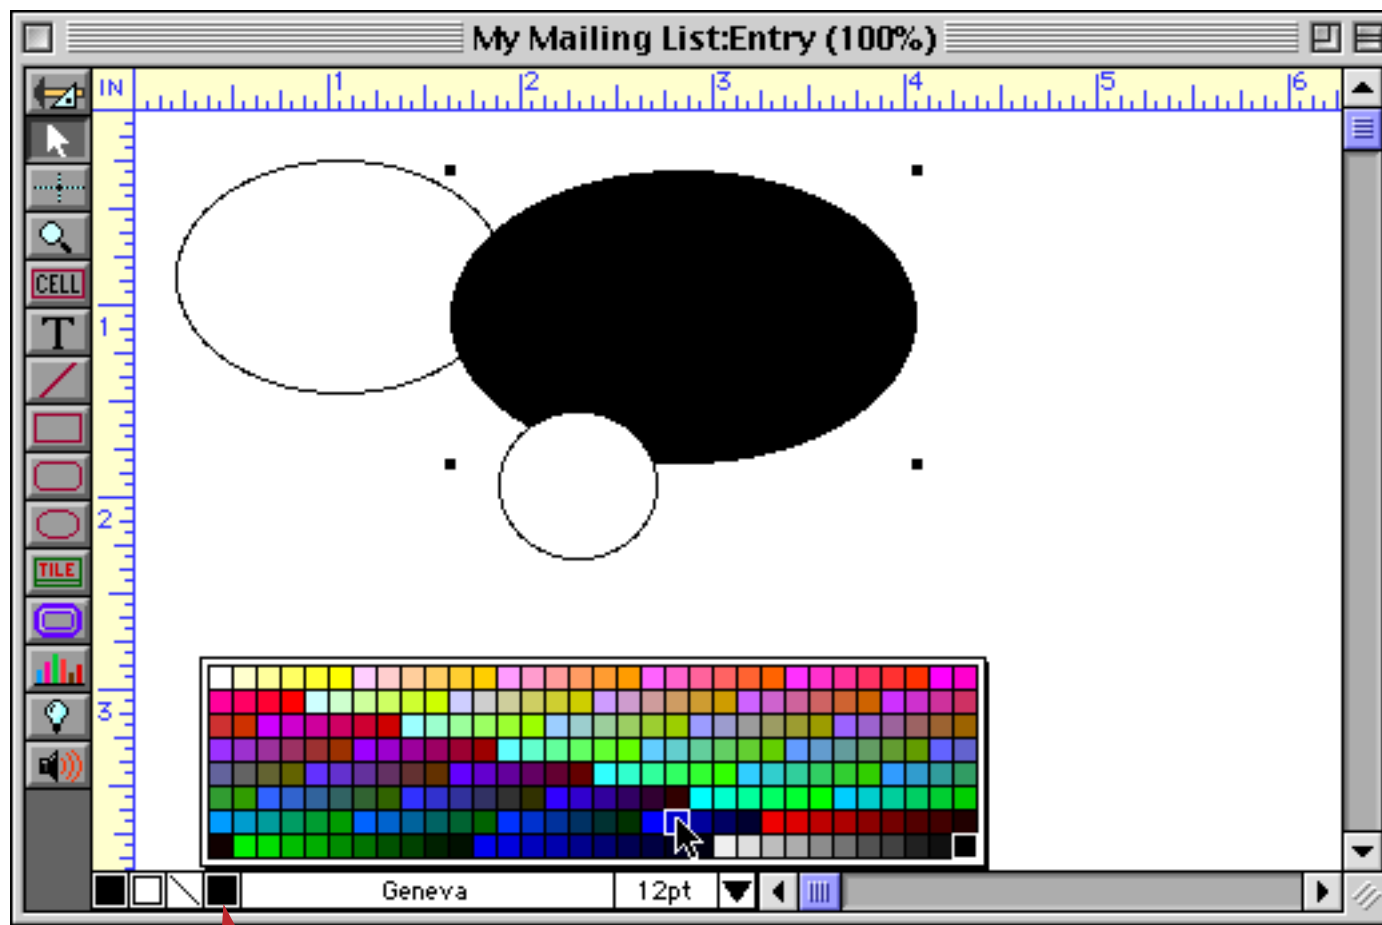 My Mailing List:Entry (100%)
IN 1 2 3 4 5 6
CELL
T
1
2
TILE
3
Geneva 12pt